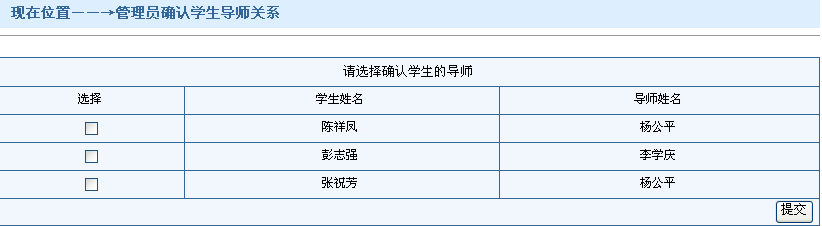 现在位置－－→管理员确认学生导师关系
请选择确认学生的导师
选择 学生姓名 导师姓名
陈祥凤 杨公平
彭志强 李学庆
张祝芳 杨公平
提交